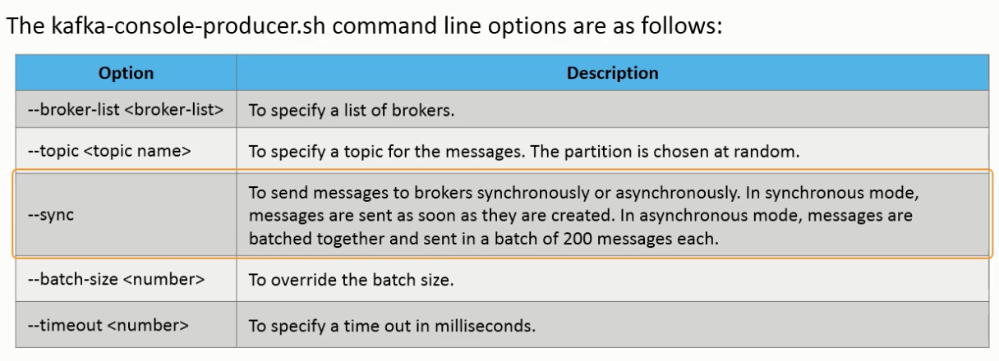 The kafka-console-producer.sh command line options are as follows:
Option Description
--broker-list <broker-list> To specify a list of brokers.
--topic <topic name> To specify a topic for the messages. The partition is chosen at random.
--sync
To send messages to brokers synchronously or asynchronously. In synchronous mode,
messages are sent as soon as they are created. In asynchronous mode, messages are
batched together and sent in a batch of 200 messages each.
--batch-size <number> To override the batch size.
--timeout <number> To specify a time out in milliseconds.